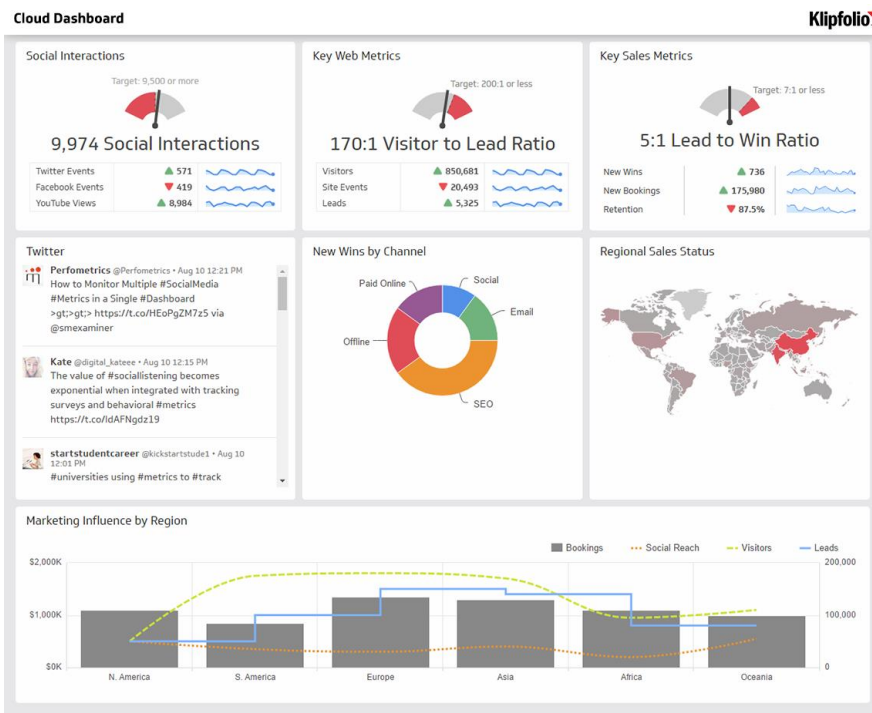 Cloud Dashboard
Klipfolio
Social Interactions
Target: 9,500 or more
9,974 Social Interactions
Twitter Events ▲ 571
Facebook Events ▼ 419
YouTube Views ▲ 8,984
Key Web Metrics
Target: 200:1 or less
170:1 Visitor to Lead Ratio
Visitors ▲ 850,681
Site Events ▼ 20,493
Leads ▲ 5,325
Key Sales Metrics
Target: 7:1 or less
5:1 Lead to Win Ratio
New Wins ▲ 736
New Bookings ▲ 175,980
Retention ▼ 87.5%
Twitter
Perfometrics @Perfometrics • Aug 10 12:21 PM
How to Monitor Multiple #SocialMedia
#Metrics in a Single #Dashboard
>gt;>gt;> https://t.co/HEoPgZM7z5 via
@smexaminer
Kate @digital_kateee • Aug 10 12:15 PM
The value of #sociallistening becomes
exponential when integrated with tracking
surveys and behavioral #metrics
https://t.co/ldAFNgdz19
startstudentcareer @kickstartstude1 • Aug 10
12:01 PM
#universities using #metrics to #track
New Wins by Channel
Paid Online
Social
Email
Offline
SEO
Regional Sales Status
Marketing Influence by Region
Bookings Social Reach Visitors Leads
$2,000K 200,000
$1,000K 100,000
$0K 0
N. America S. America Europe Asia Africa Oceania